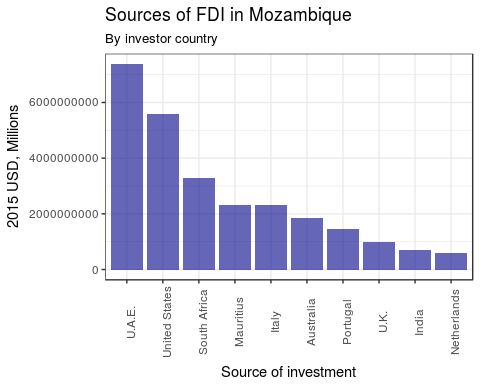 Sources of FDI in Mozambique
By investor country
2015 USD, Millions
6000000000
4000000000
2000000000
0
U.A.E.
United States
South Africa
Mauritius
Italy
Australia
Portugal
U.K.
India
Netherlands
Source of investment